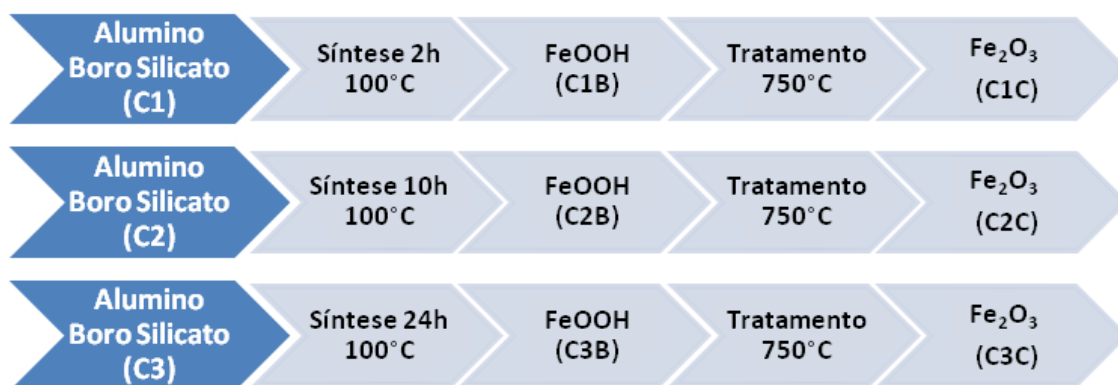 Alumino
Boro Silicato
(C1)
Síntese 2h
100°C
FeOOH
(C1B)
Tratamento
750°C
Fe₂O₃
(C1C)
Alumino
Boro Silicato
(C2)
Síntese 10h
100°C
FeOOH
(C2B)
Tratamento
750°C
Fe₂O₃
(C2C)
Alumino
Boro Silicato
(C3)
Síntese 24h
100°C
FeOOH
(C3B)
Tratamento
750°C
Fe₂O₃
(C3C)